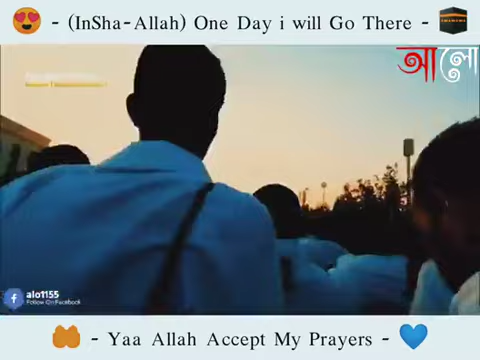 😍 - (InSha-Allah) One Day i will Go There - 🕋
আলো
alo1155
Follow On Facebook
🤲 - Yaa Allah Accept My Prayers - 💙